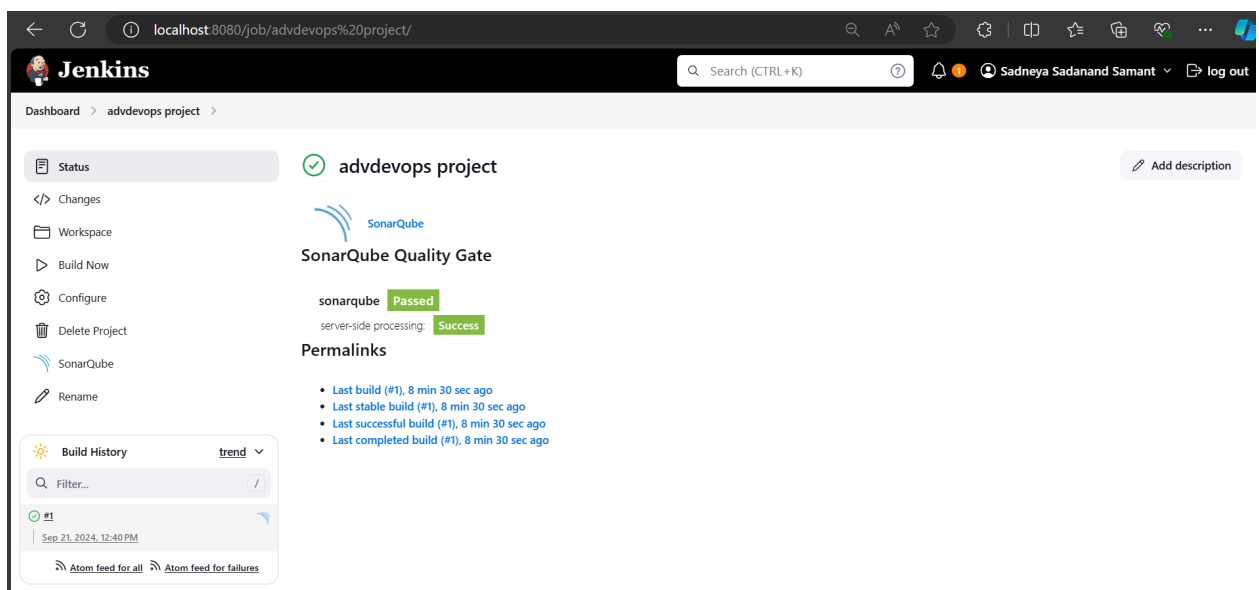 localhost:8080/job/advdevops%20project/
Jenkins
Search (CTRL+K)
?
1
Sadneya Sadanand Samant
log out
Dashboard > advdevops project >
Status
Changes
Workspace
Build Now
Configure
Delete Project
SonarQube
Rename
Build History
trend
Filter...
/
#1
Sep 21, 2024, 12:40 PM
Atom feed for all
Atom feed for failures
advdevops project
Add description
SonarQube
SonarQube Quality Gate
sonarqube Passed
server-side processing: Success
Permalinks
• Last build (#1), 8 min 30 sec ago
• Last stable build (#1), 8 min 30 sec ago
• Last successful build (#1), 8 min 30 sec ago
• Last completed build (#1), 8 min 30 sec ago